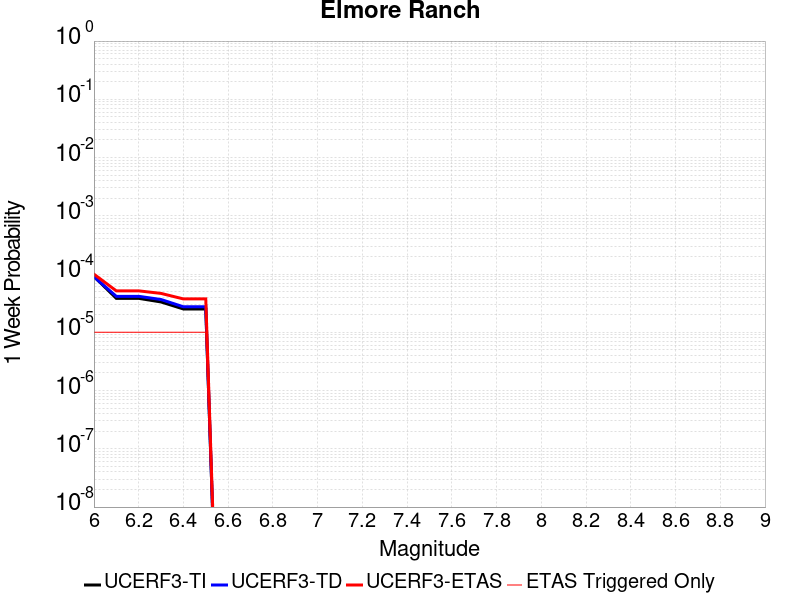 Elmore Ranch
10^0
10^-1
10^-2
10^-3
10^-4
10^-5
10^-6
10^-7
10^-8
1 Week Probability
6 6.2 6.4 6.6 6.8 7 7.2 7.4 7.6 7.8 8 8.2 8.4 8.6 8.8 9
Magnitude
UCERF3-TI UCERF3-TD UCERF3-ETAS ETAS Triggered Only